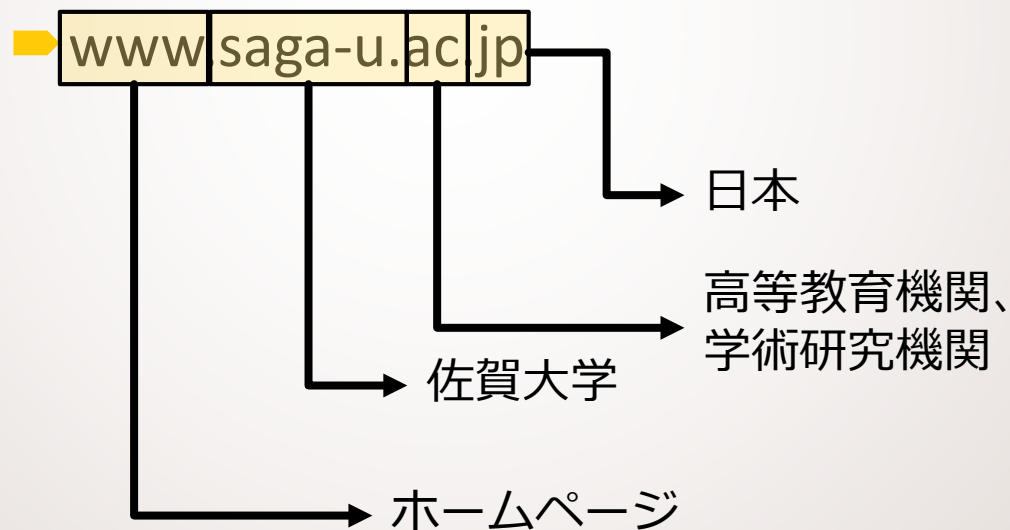 www.saga-u.ac.jp
日本
高等教育機関、
学術研究機関
佐賀大学
ホームページ